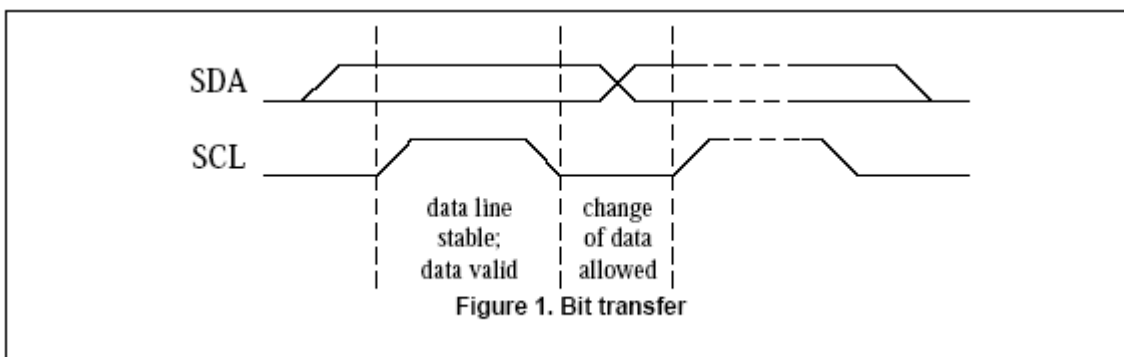 SDA
SCL
data line
stable;
data valid
change
of data
allowed
Figure 1. Bit transfer